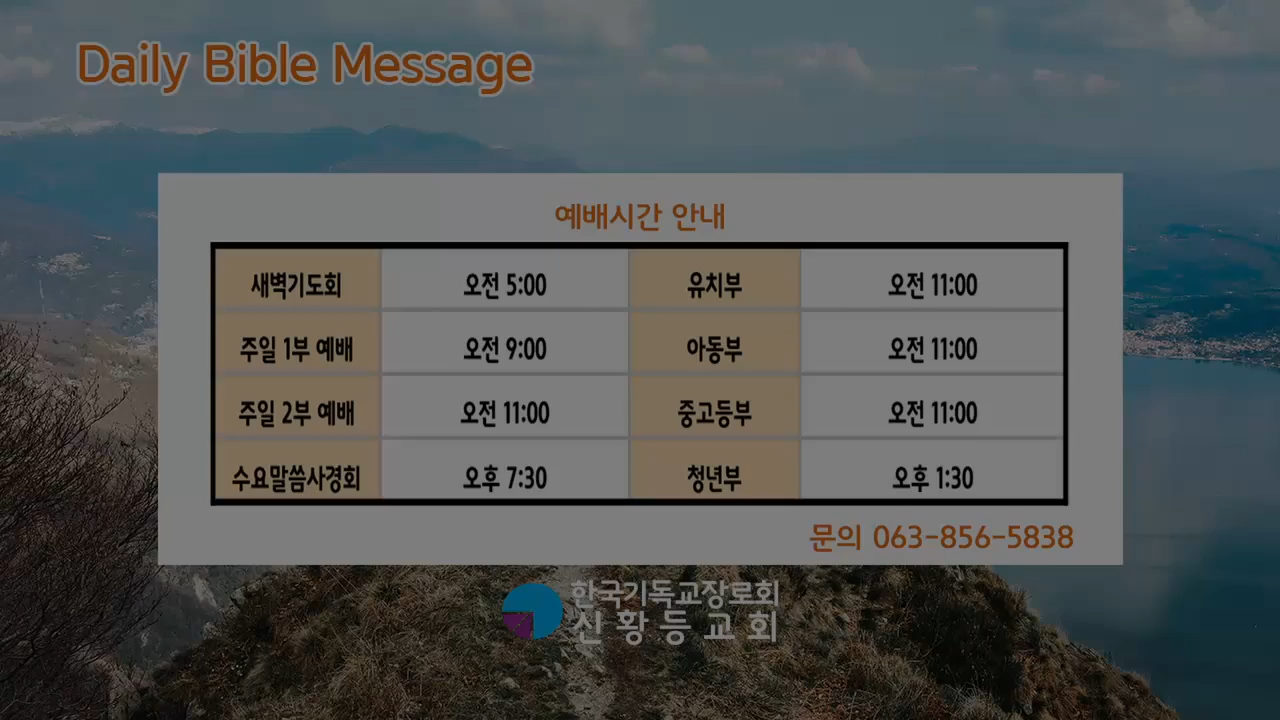 Daily Bible Message
예배시간 안내
새벽기도회 오전 5:00 유치부 오전 11:00
주일 1부 예배 오전 9:00 아동부 오전 11:00
주일 2부 예배 오전 11:00 중고등부 오전 11:00
수요말씀사경회 오후 7:30 청년부 오후 1:30
문의 063-856-5838
한국기독교장로회
신황등교회